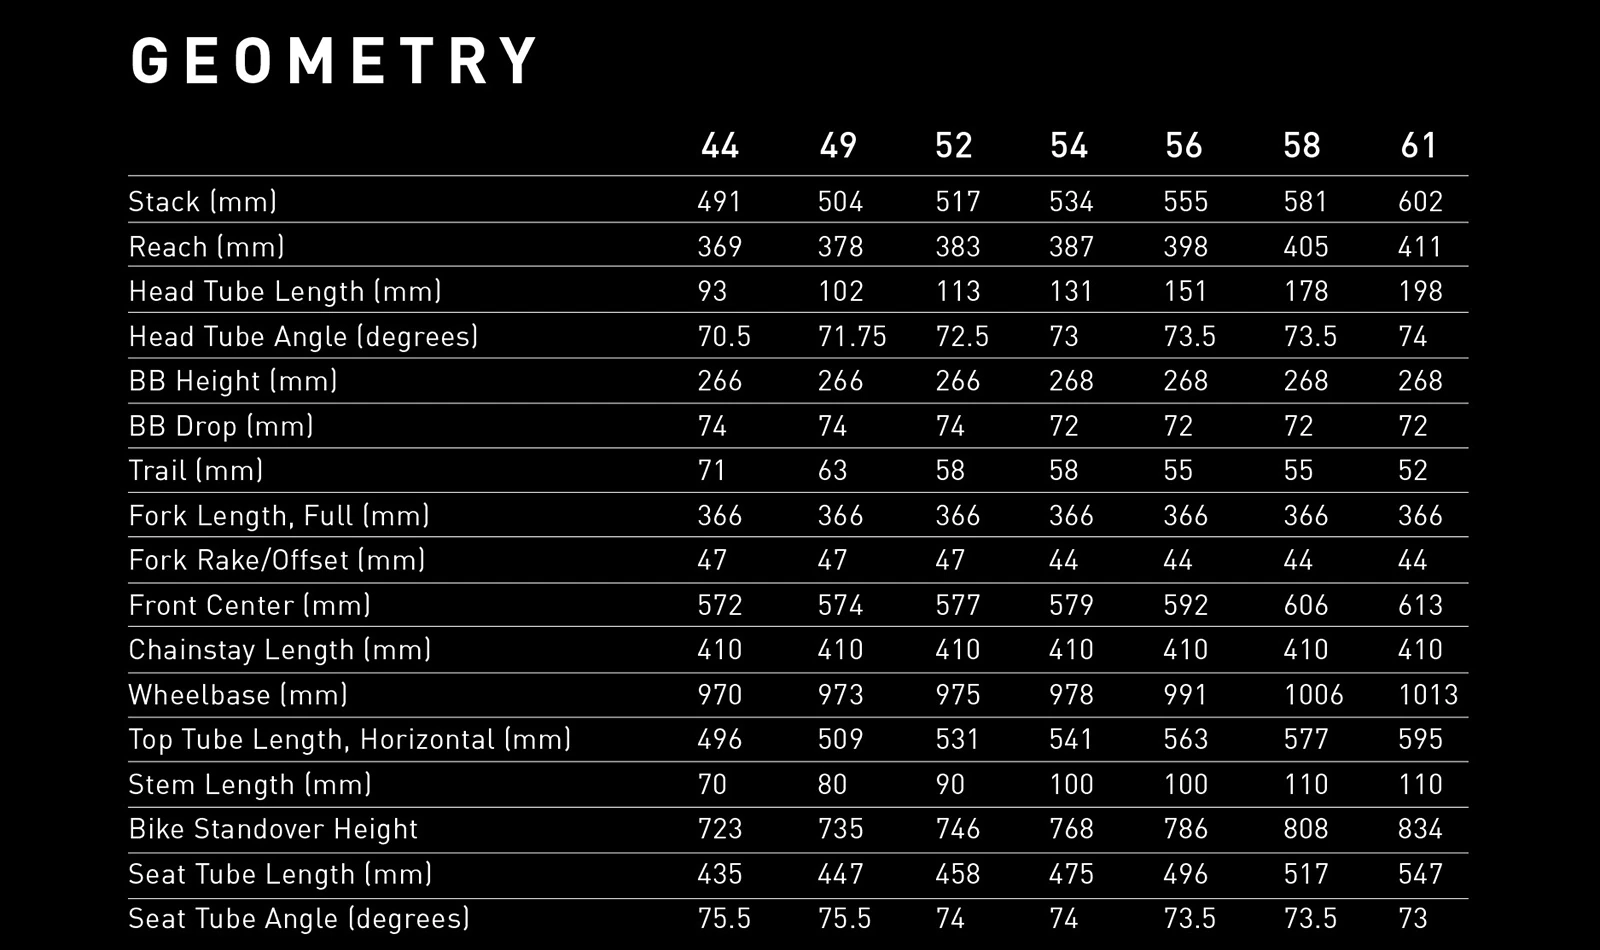 GEOMETRY
44 49 52 54 56 58 61
Stack (mm) 491 504 517 534 555 581 602
Reach (mm) 369 378 383 387 398 405 411
Head Tube Length (mm) 93 102 113 131 151 178 198
Head Tube Angle (degrees) 70.5 71.75 72.5 73 73.5 73.5 74
BB Height (mm) 266 266 266 268 268 268 268
BB Drop (mm) 74 74 74 72 72 72 72
Trail (mm) 71 63 58 58 55 55 52
Fork Length, Full (mm) 366 366 366 366 366 366 366
Fork Rake/Offset (mm) 47 47 47 44 44 44 44
Front Center (mm) 572 574 577 579 592 606 613
Chainstay Length (mm) 410 410 410 410 410 410 410
Wheelbase (mm) 970 973 975 978 991 1006 1013
Top Tube Length, Horizontal (mm) 496 509 531 541 563 577 595
Stem Length (mm) 70 80 90 100 100 110 110
Bike Standover Height 723 735 746 768 786 808 834
Seat Tube Length (mm) 435 447 458 475 496 517 547
Seat Tube Angle (degrees) 75.5 75.5 74 74 73.5 73.5 73